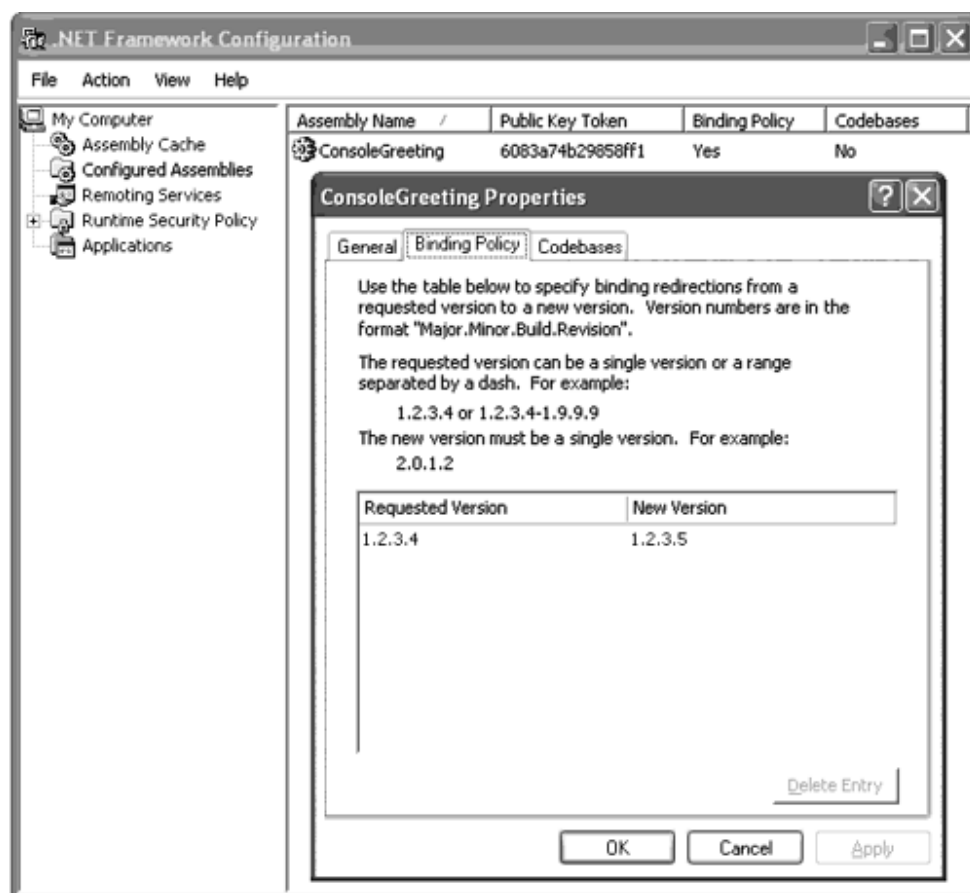 .NET Framework Configuration
File Action View Help
My Computer
Assembly Cache
Configured Assemblies
Remoting Services
Runtime Security Policy
Applications
Assembly Name Public Key Token Binding Policy Codebases
ConsoleGreeting 6083a74b29858ff1 Yes No
ConsoleGreeting Properties
General Binding Policy Codebases
Use the table below to specify binding redirections from a
requested version to a new version. Version numbers are in the
format "Major.Minor.Build.Revision".
The requested version can be a single version or a range
separated by a dash. For example:
1.2.3.4 or 1.2.3.4-1.9.9.9
The new version must be a single version. For example:
2.0.1.2
Requested Version New Version
1.2.3.4 1.2.3.5
Delete Entry
OK Cancel Apply